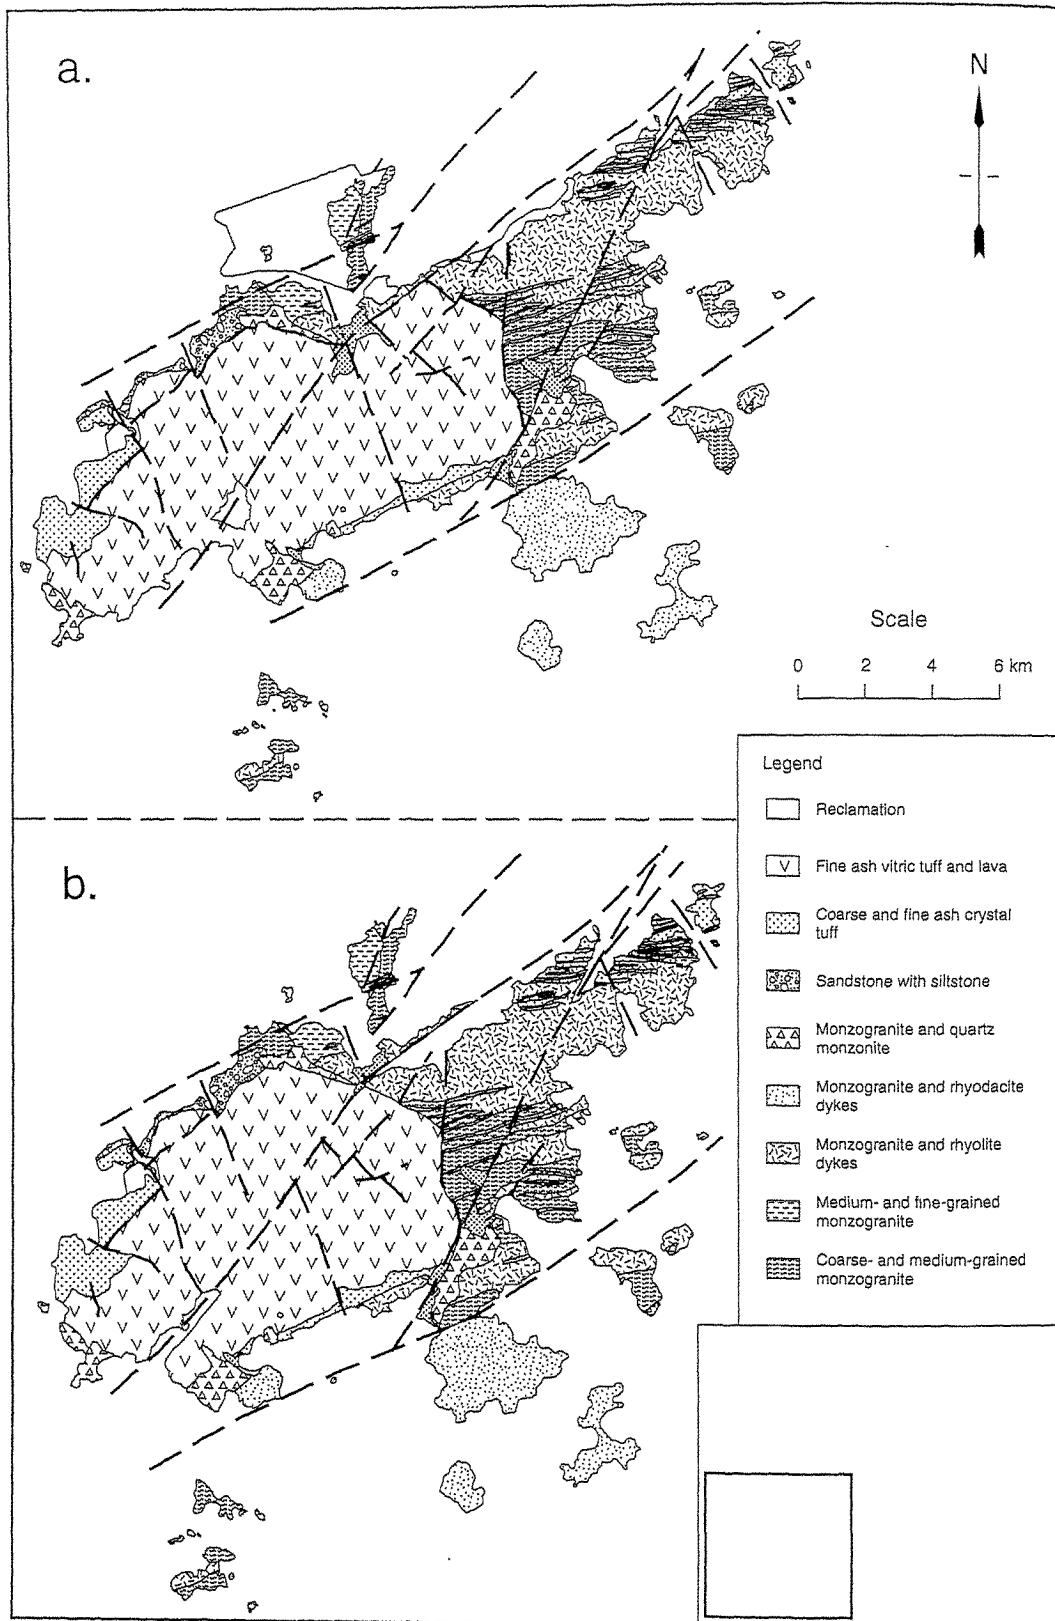 a.
N
Scale
0 2 4 6 km
Legend
Reclamation
V Fine ash vitric tuff and lava
Coarse and fine ash crystal
tuff
Sandstone with siltstone
Monzogranite and quartz
monzonite
Monzogranite and rhyodacite
dykes
Monzogranite and rhyolite
dykes
Medium- and fine-grained
monzogranite
Coarse- and medium-grained
monzogranite
b.